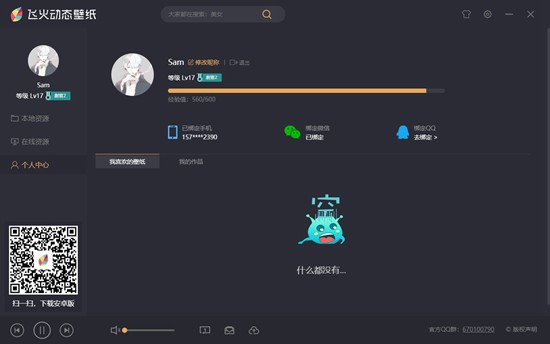 飞火动态壁纸
大家都在搜索：美女
Sam 修改昵称 退出
等级 Lv17
经验值：560/600
Sam
等级 Lv17
本地资源
在线资源
个人中心
已绑定手机
157****2390
绑定微信
已绑定
绑定QQ
去绑定 >
我喜欢的壁纸
我的作品
什么都没有...
扫一扫，下载安卓版
官方QQ群：670100790
© 版权声明